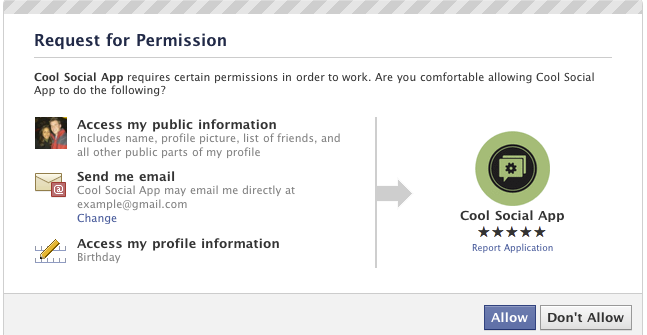 Request for Permission
Cool Social App requires certain permissions in order to work. Are you comfortable allowing Cool Social
App to do the following?
Access my public information
Includes name, profile picture, list of friends, and
all other public parts of my profile
Send me email
Cool Social App may email me directly at
example@gmail.com
Change
Access my profile information
Birthday
Cool Social App
Report Application
Allow
Don't Allow